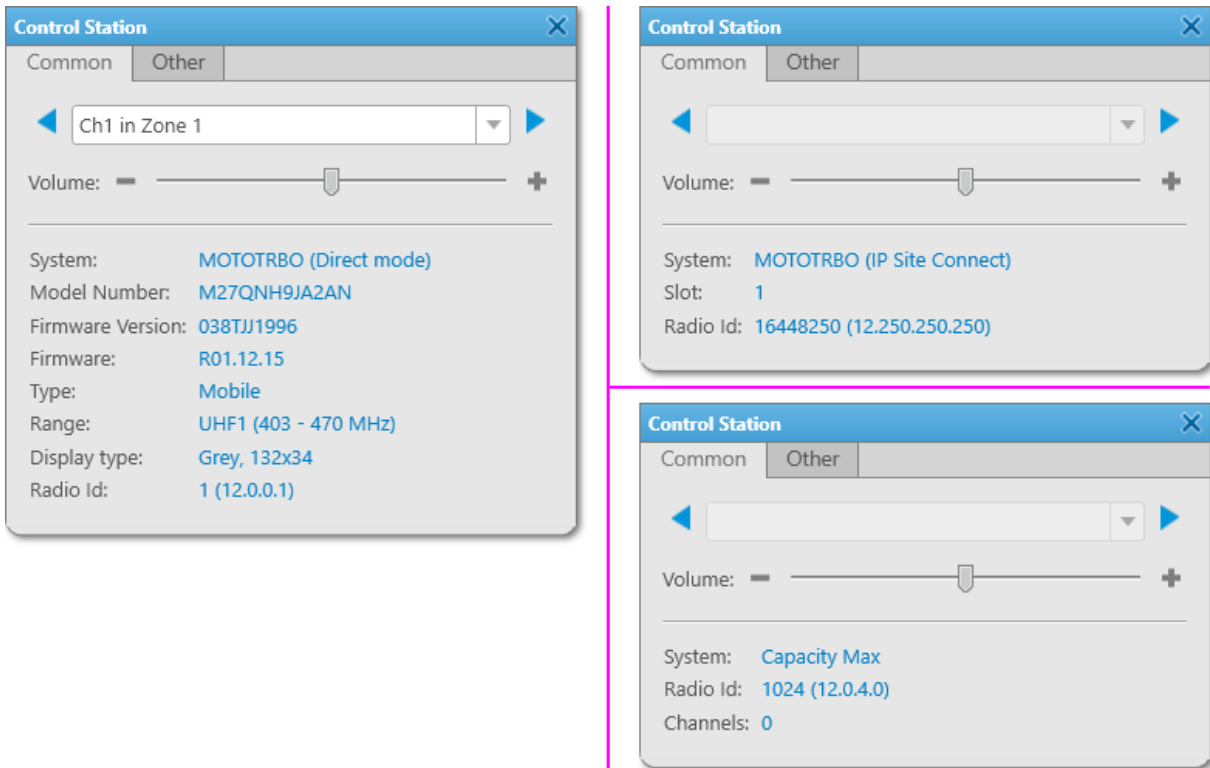 Control Station
Common Other
Ch1 in Zone 1
Volume:
System: MOTOTRBO (Direct mode)
Model Number: M27QNH9JA2AN
Firmware Version: 038TJJ1996
Firmware: R01.12.15
Type: Mobile
Range: UHF1 (403 - 470 MHz)
Display type: Grey, 132x34
Radio Id: 1 (12.0.0.1)
Control Station
Common Other
Volume:
System: MOTOTRBO (IP Site Connect)
Slot: 1
Radio Id: 16448250 (12.250.250.250)
Control Station
Common Other
Volume:
System: Capacity Max
Radio Id: 1024 (12.0.4.0)
Channels: 0